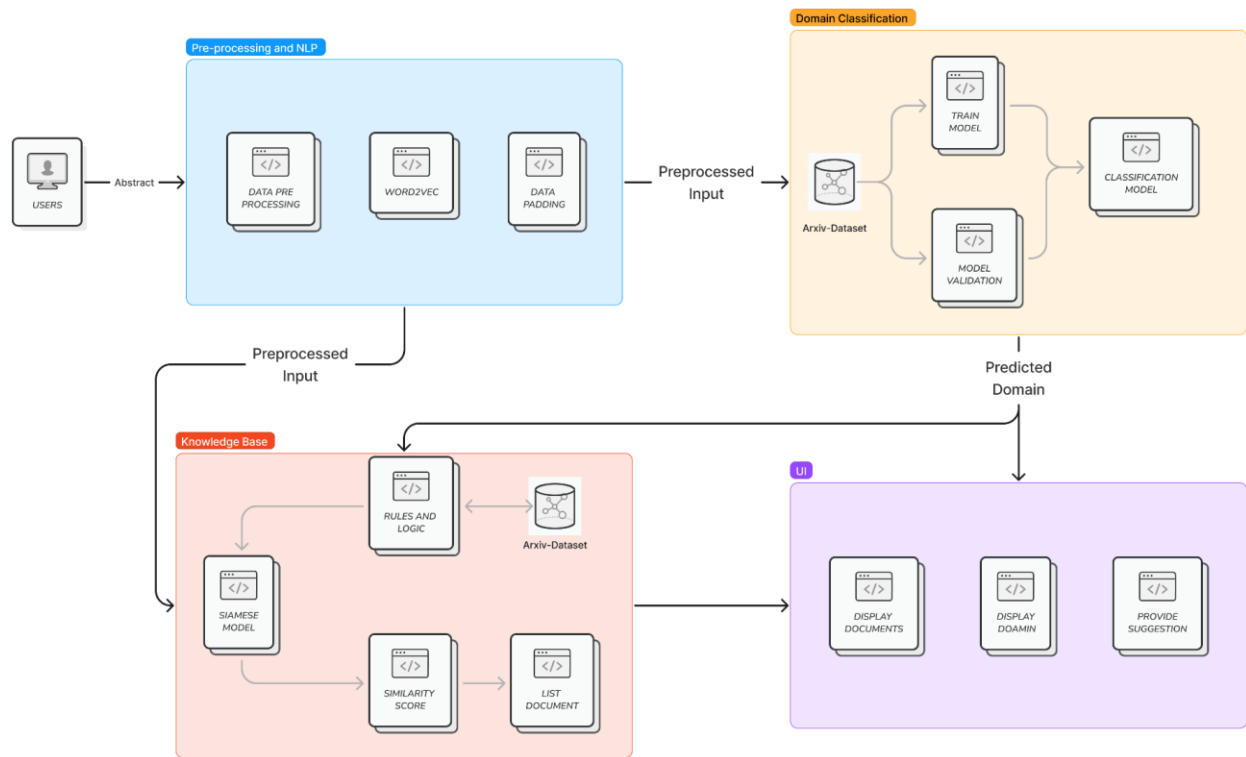 Domain Classification
Pre-processing and NLP
TRAIN
MODEL
USERS
Abstract
DATA PRE
PROCESSING
WORD2VEC
DATA
PADDING
Preprocessed
Input
Arxiv-Dataset
CLASSIFICATION
MODEL
MODEL
VALIDATION
Preprocessed
Input
Predicted
Domain
Knowledge Base
RULES AND
LOGIC
Arxiv-Dataset
SIAMESE
MODEL
SIMILARITY
SCORE
LIST
DOCUMENT
UI
DISPLAY
DOCUMENTS
DISPLAY
DOAMIN
PROVIDE
SUGGESTION